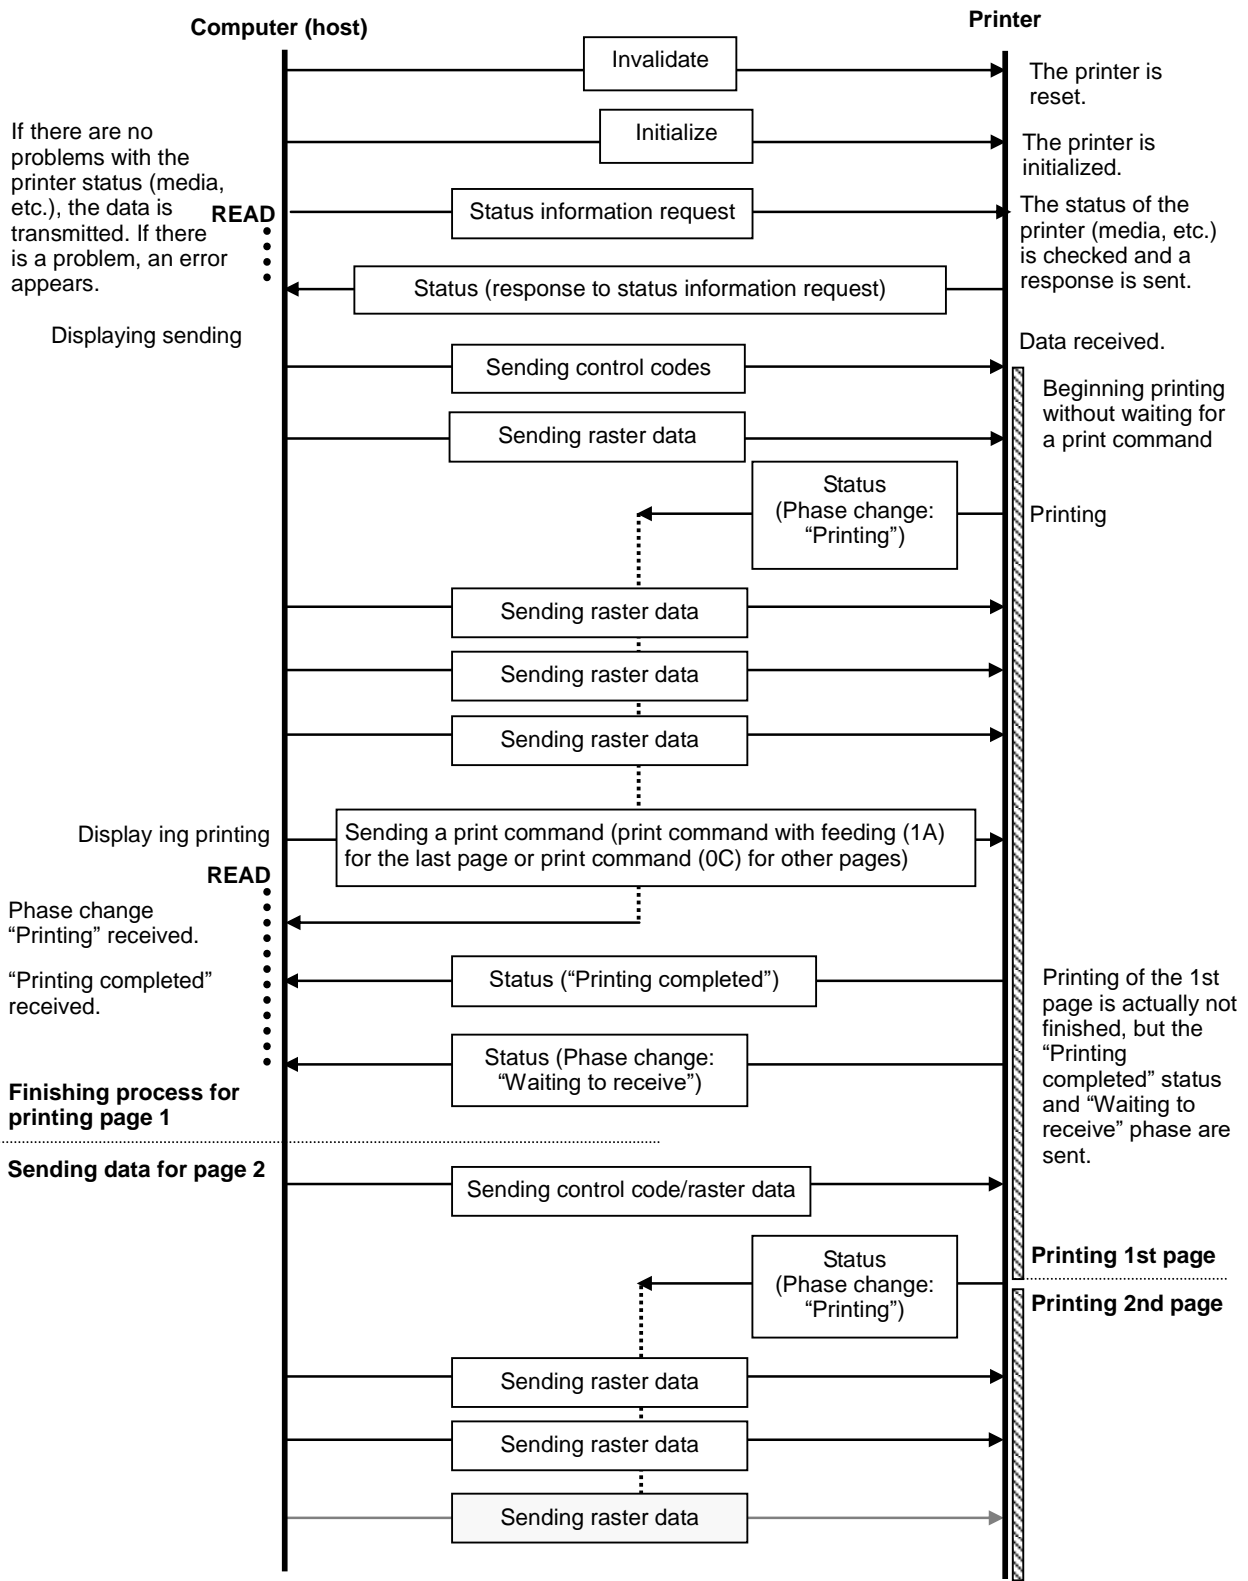 Computer (host)
Printer
Invalidate
The printer is
reset.
If there are no
problems with the
printer status (media,
etc.), the data is
transmitted. If there
is a problem, an error
appears.
Initialize
The printer is
initialized.
READ
Status information request
The status of the
printer (media, etc.)
is checked and a
response is sent.
Status (response to status information request)
Displaying sending
Data received.
Sending control codes
Beginning printing
without waiting for
a print command
Sending raster data
Status
(Phase change:
“Printing”)
Printing
Sending raster data
Sending raster data
Sending raster data
Display ing printing
Sending a print command (print command with feeding (1A)
for the last page or print command (0C) for other pages)
READ
Phase change
“Printing” received.
“Printing completed”
received.
Status (“Printing completed”)
Printing of the 1st
page is actually not
finished, but the
“Printing
completed” status
and “Waiting to
receive” phase are
sent.
Status (Phase change:
“Waiting to receive”)
Finishing process for
printing page 1
Sending data for page 2
Sending control code/raster data
Status
(Phase change:
“Printing”)
Printing 1st page
Printing 2nd page
Sending raster data
Sending raster data
Sending raster data